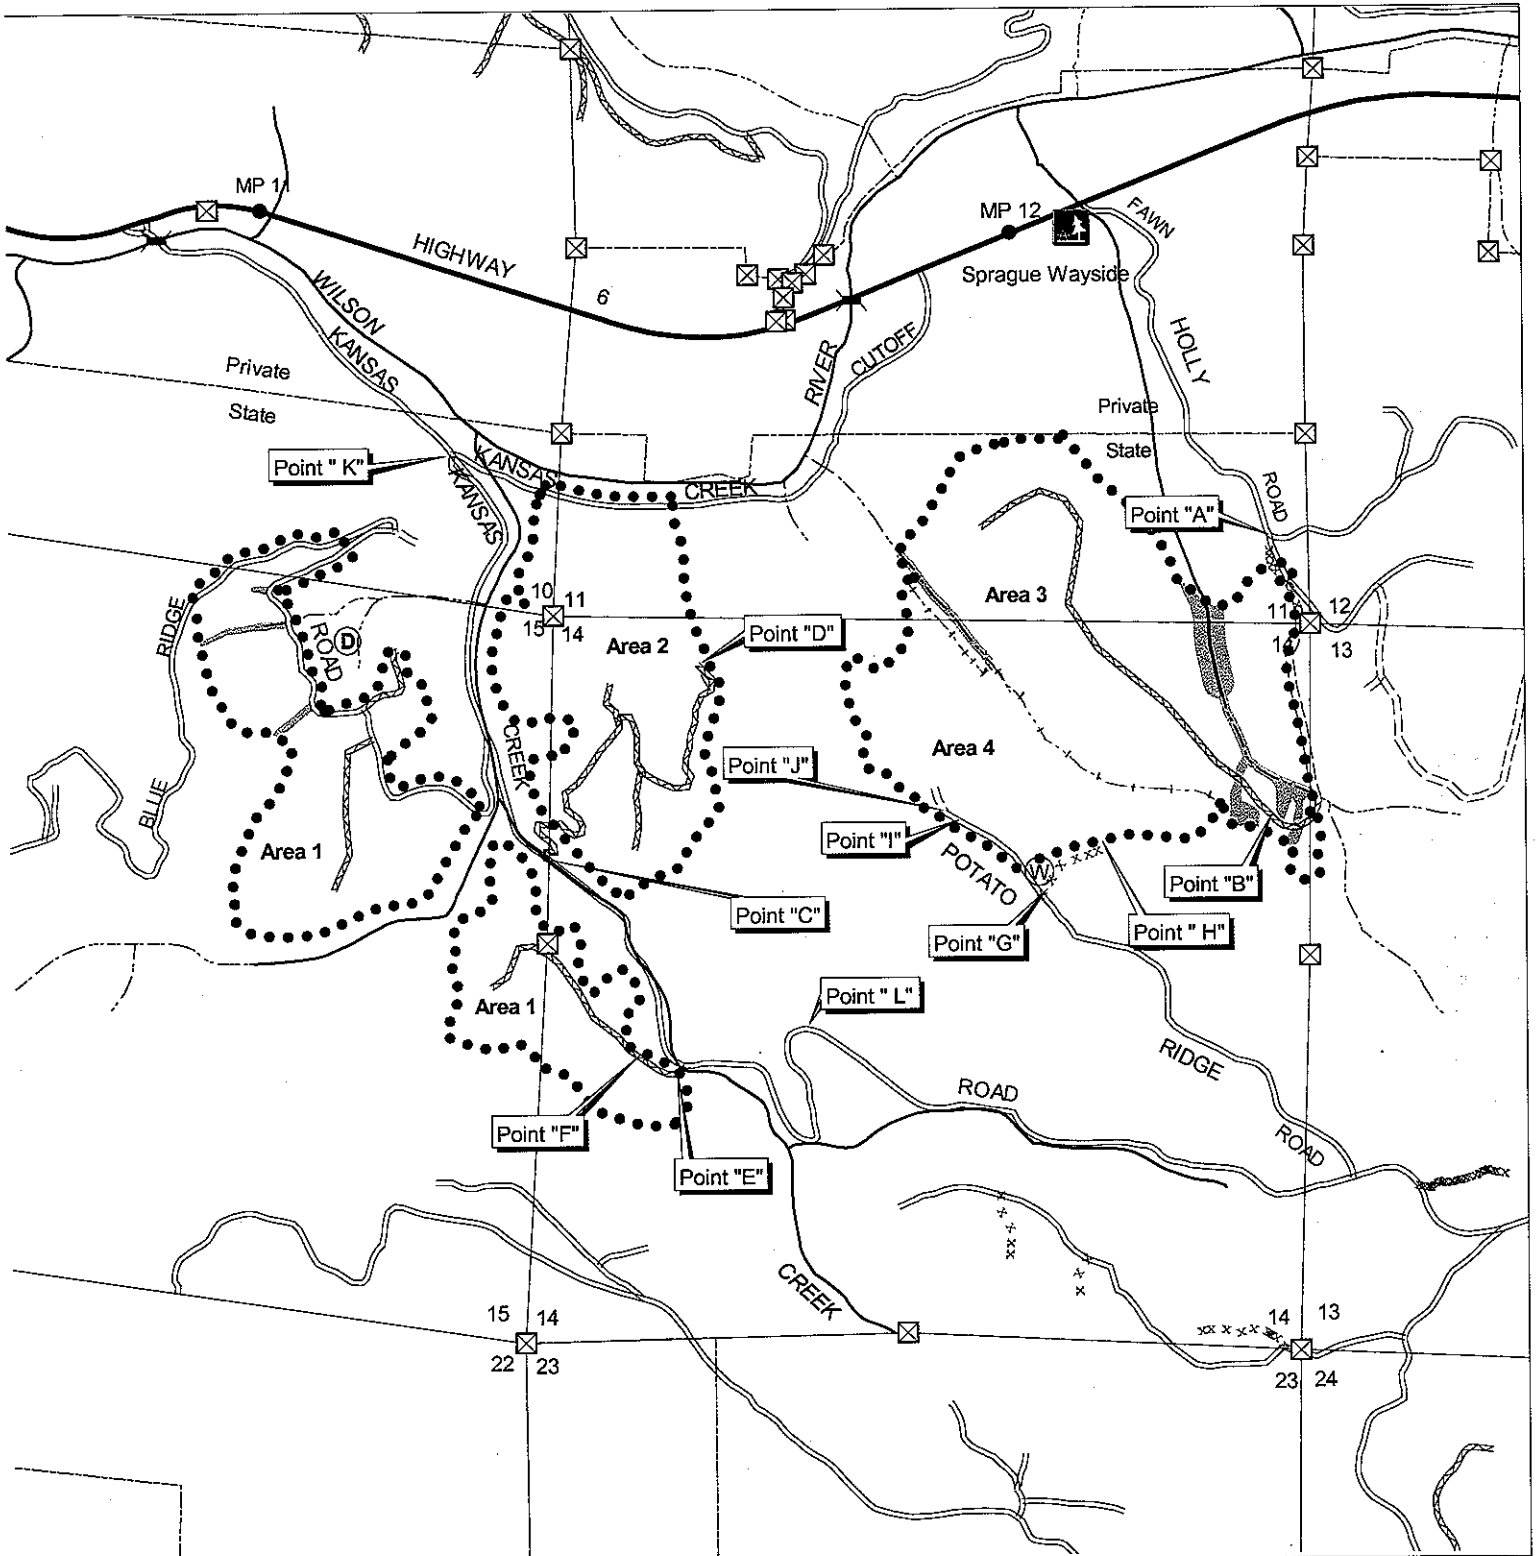 MP 11
HIGHWAY
6
MP 12
FAWN
Sprague Wayside
WILSON
KANSAS
RIVER
CUTOFF
HOLLY
Private
State
Private
State
Point " K"
KANSAS
CREEK
KANSAS
ROAD
Point "A"
10
11
15
14
11
12
13
Area 3
RIDGE
ROAD
D
Area 2
Point "D"
CREEK
Area 4
Point "J"
BLUE
Area 1
Point "I"
POTATO
W
Point "B"
Point "C"
Point "G"
Point " H"
Area 1
Point " L"
RIDGE
ROAD
ROAD
Point "F"
Point "E"
CREEK
15
14
22
23
14
13
23
24